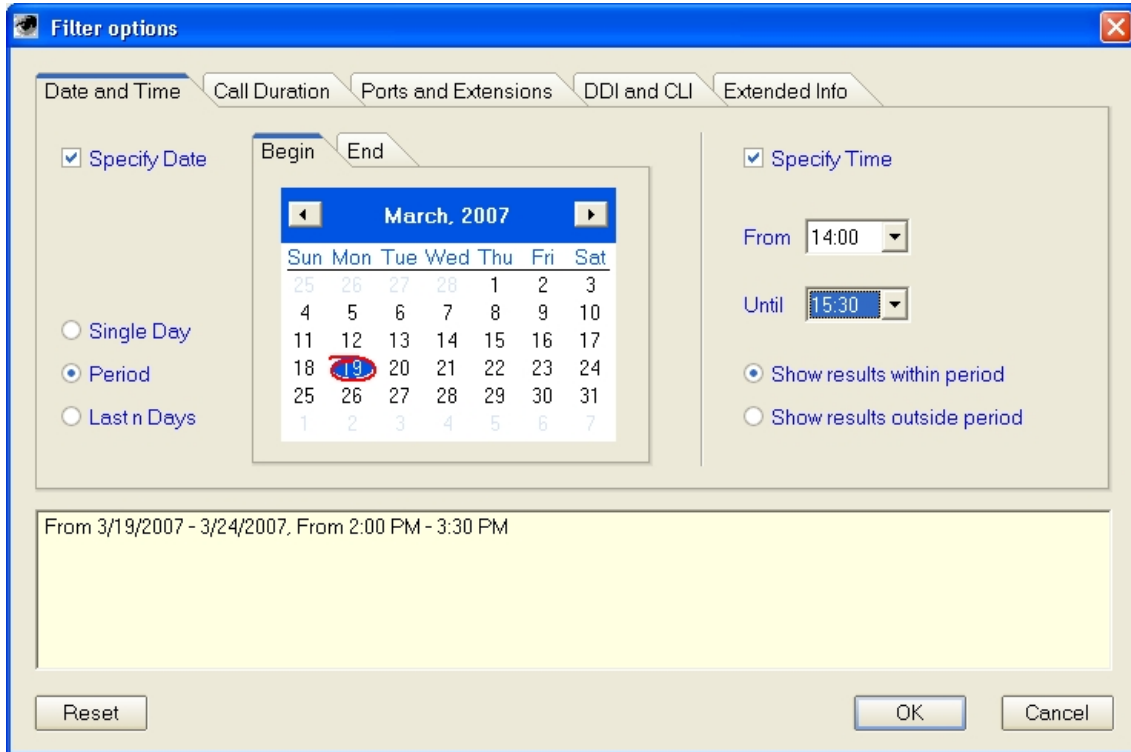 Filter options
Date and Time Call Duration Ports and Extensions DDI and CLI Extended Info
Specify Date
Begin End
March, 2007
Sun Mon Tue Wed Thu Fri Sat
25 26 27 28 1 2 3
4 5 6 7 8 9 10
11 12 13 14 15 16 17
18 19 20 21 22 23 24
25 26 27 28 29 30 31
1 2 3 4 5 6 7
Single Day
Period
Last n Days
Specify Time
From 14:00
Until 15:30
Show results within period
Show results outside period
From 3/19/2007 - 3/24/2007, From 2:00 PM - 3:30 PM
Reset OK Cancel